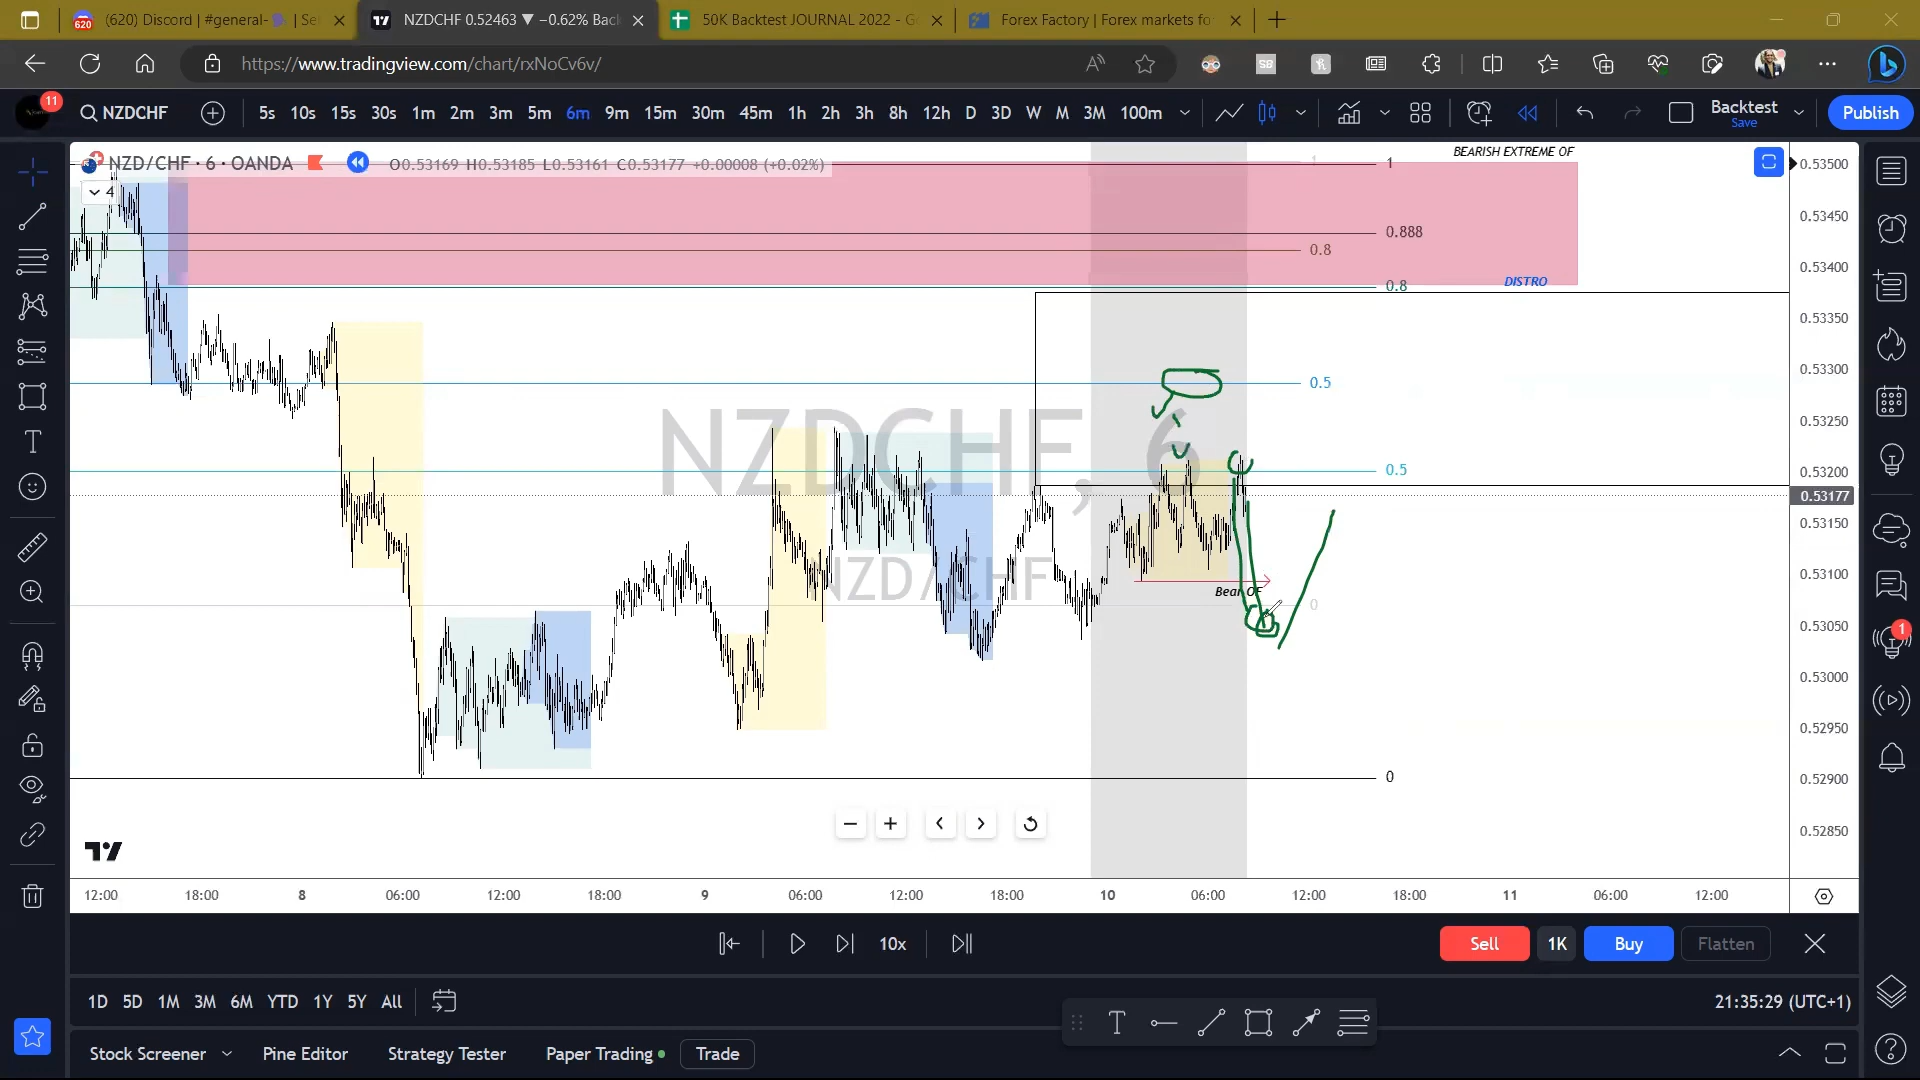 (620) Discord | #general- | Se
NZDCHF 0.52463 ▼ −0.62% Back
50K Backtest JOURNAL 2022 - Go
Forex Factory | Forex markets fo
https://www.tradingview.com/chart/rxNoCv6v/
11
NZDCHF
5s 10s 15s 30s 1m 2m 3m 5m 6m 9m 15m 30m 45m 1h 2h 3h 8h 12h D 3D W M 3M 100m
Backtest
Save
Publish
NZD/CHF · 6 · OANDA
O0.53169 H0.53185 L0.53161 C0.53177 +0.00008 (+0.02%)
4
BEARISH EXTREME OF
1
0.888
0.8
0.8
DISTRO
0.5
0.5
NZDCHF, 6
NZD/CHF
Bear OF
0
0
0.53500
0.53450
0.53400
0.53350
0.53300
0.53250
0.53200
0.53177
0.53150
0.53100
0.53050
0.53000
0.52950
0.52900
0.52850
12:00 18:00 8 06:00 12:00 18:00 9 06:00 12:00 18:00 10 06:00 12:00 18:00 11 06:00 12:00
10x
Sell 1K Buy Flatten
1D 5D 1M 3M 6M YTD 1Y 5Y All
21:35:29 (UTC+1)
Stock Screener Pine Editor Strategy Tester Paper Trading Trade
1